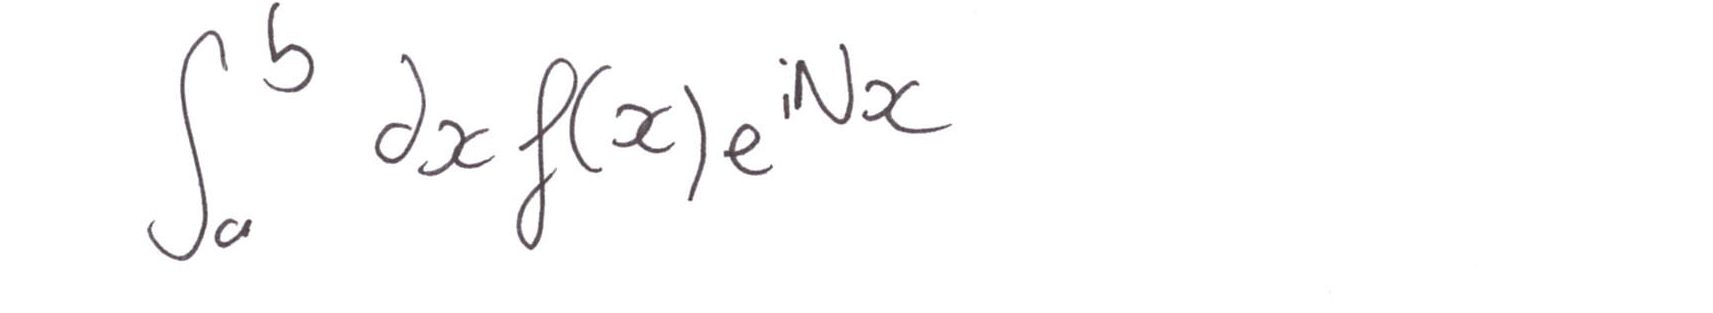 ∫_a^b dx f(x) e^{iNx}